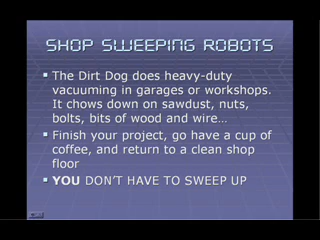 SHOP SWEEPING ROBOTS
▪ The Dirt Dog does heavy-duty
vacuuming in garages or workshops.
It chows down on sawdust, nuts,
bolts, bits of wood and wire…
▪ Finish your project, go have a cup of
coffee, and return to a clean shop
floor
▪ YOU DON'T HAVE TO SWEEP UP